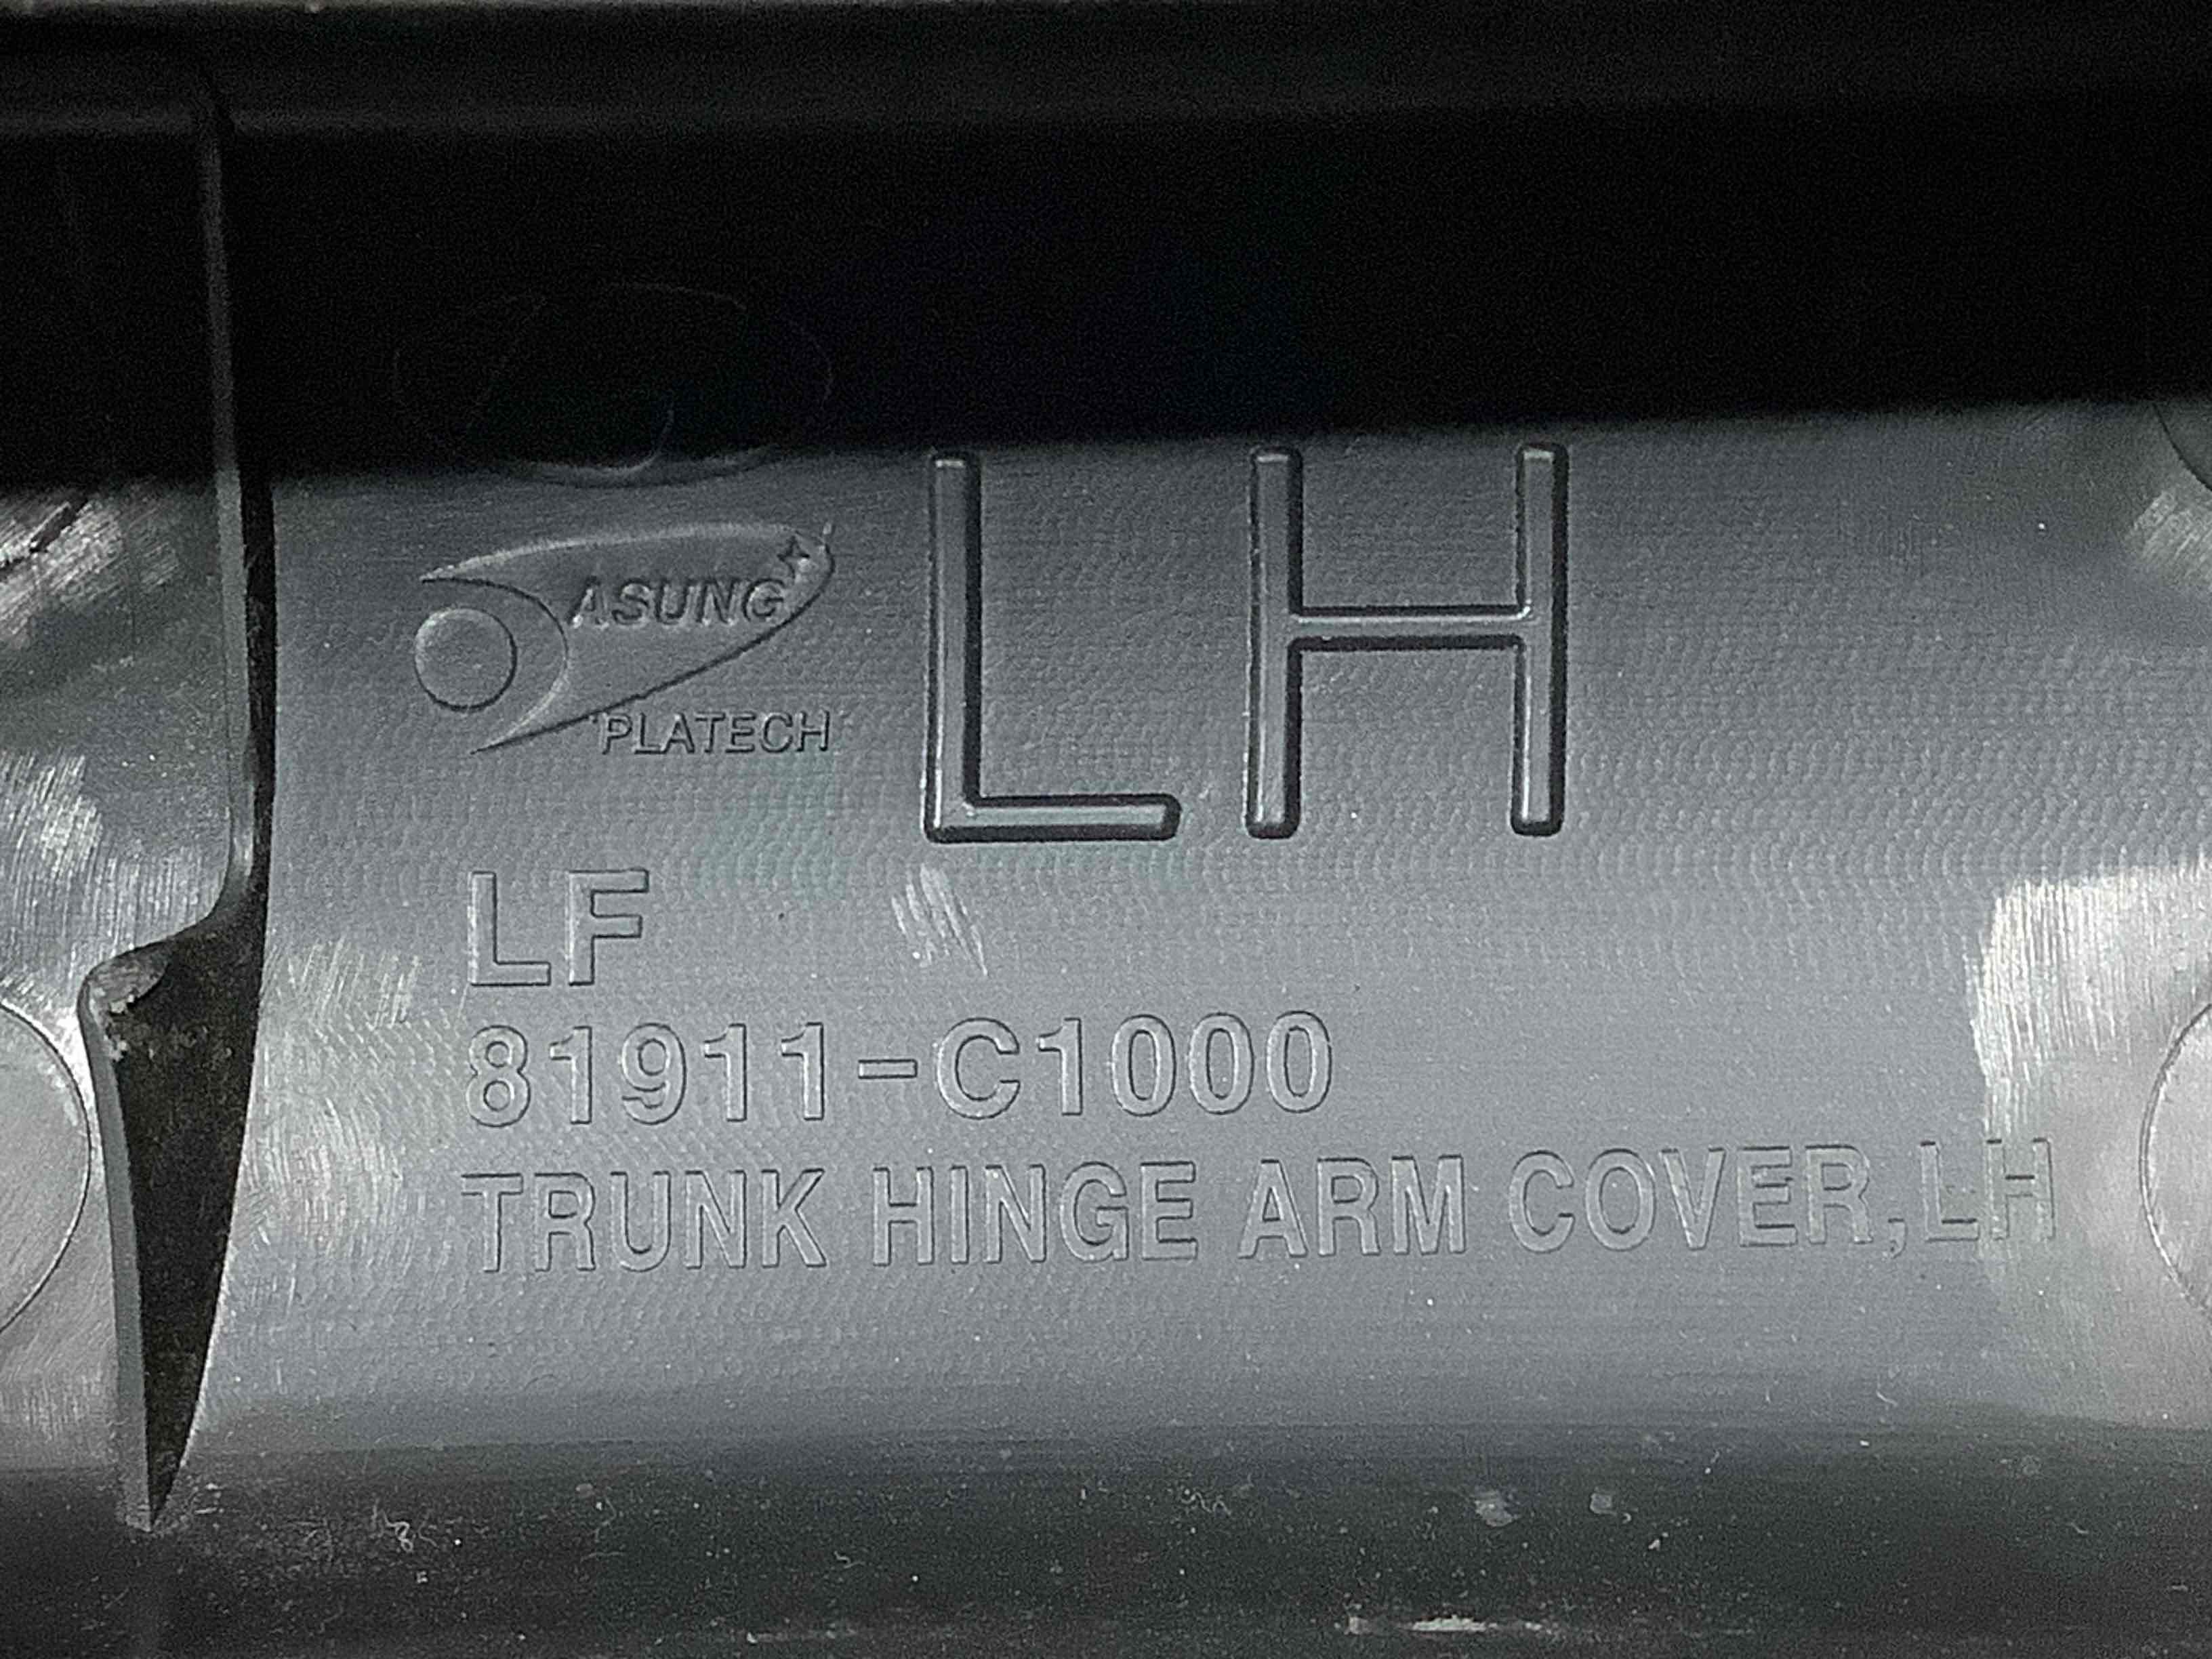 ASUNG
PLATECH
LH
LF
81911-C1000
TRUNK HINGE ARM COVER,LH